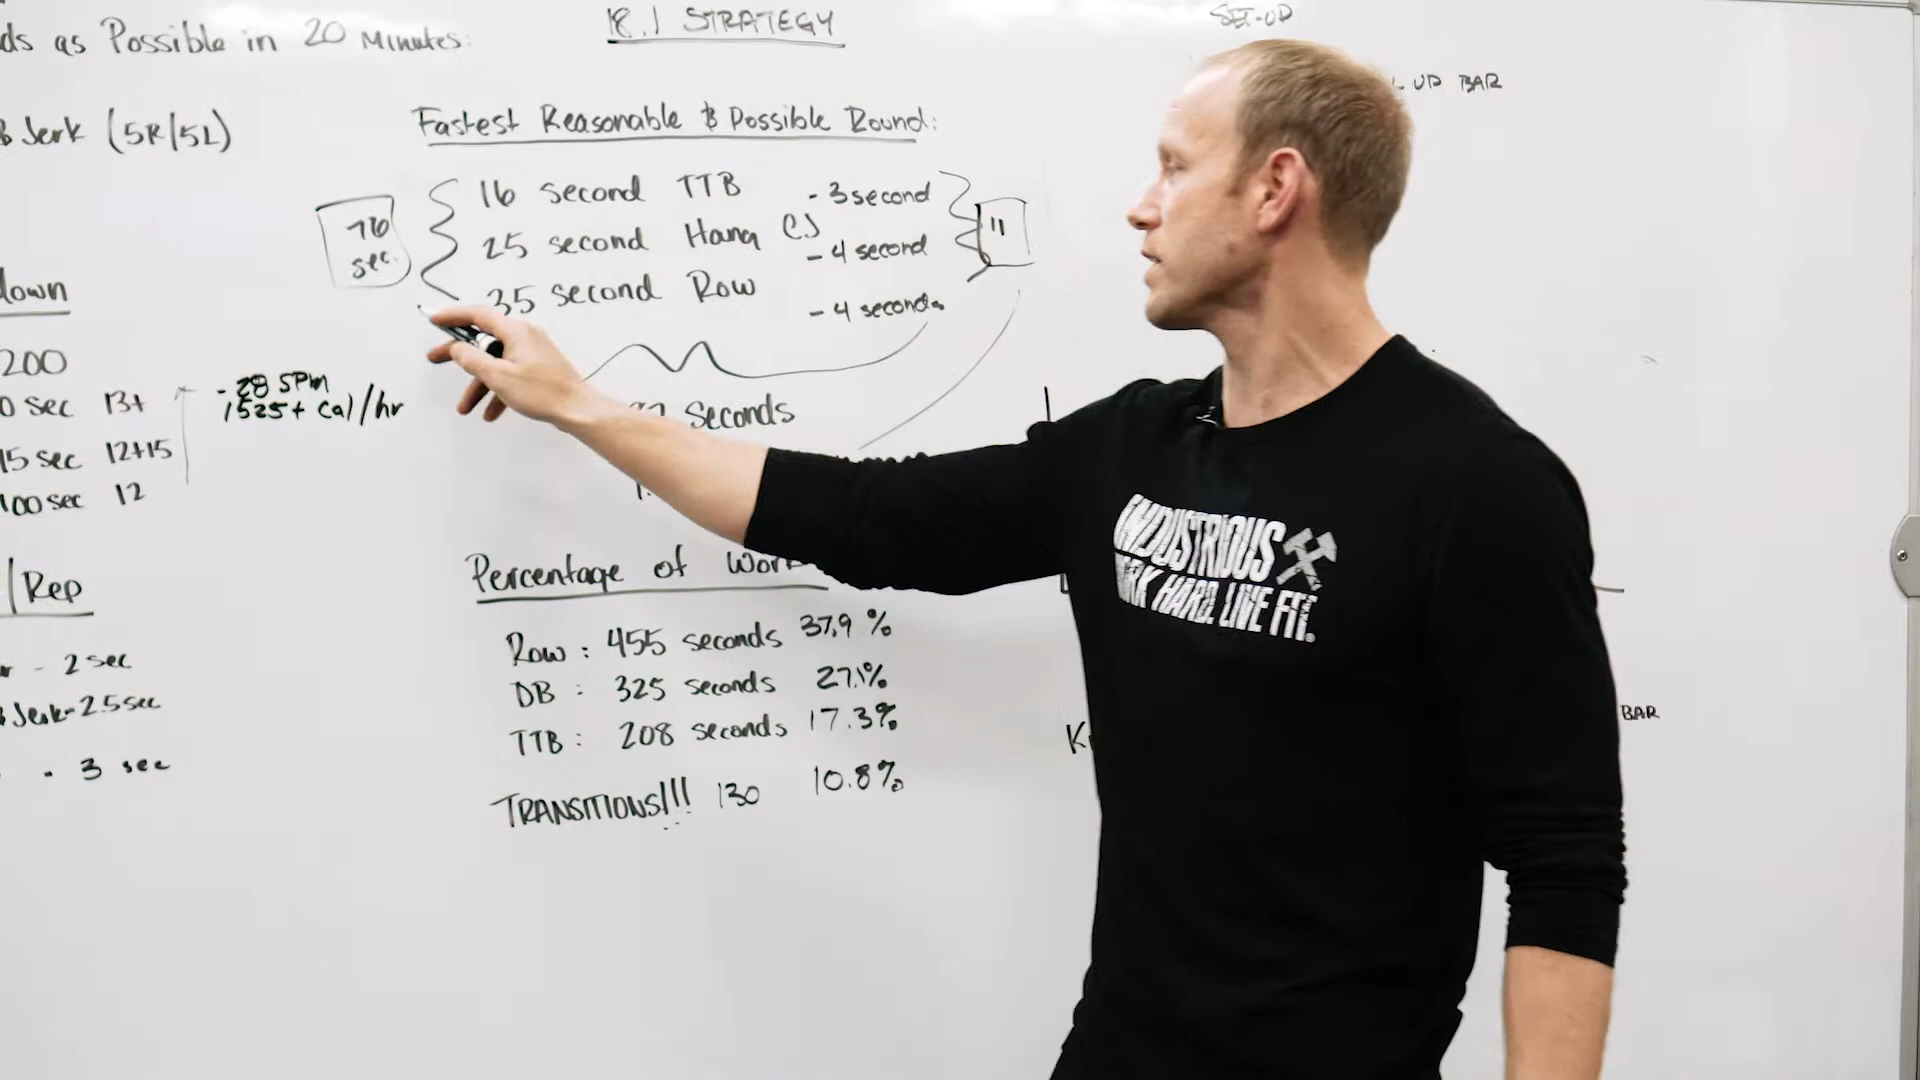 ds as Possible in 20 Minutes:
& Jerk (5R/5L)
down
200
0 sec 13+
15 sec 12+15
100 sec 12
- 28 SPM
1525+ Cal/hr
/Rep
- 2 sec
& Jerk - 2.5 sec
- 3 sec
18.1 STRATEGY
Fastest Reasonable & Possible Round:
76 sec.
16 second TTB - 3 second
25 second Hang CJ - 4 second
35 second Row - 4 seconds
11
seconds
Percentage of Work
Row: 455 seconds 37.9%
DB: 325 seconds 27.1%
TTB: 208 seconds 17.3%
TRANSITIONS!!! 130 10.8%
SET-UP
UP BAR
BAR
INDUSTRIOUS
WORK HARD. LIVE FIT.